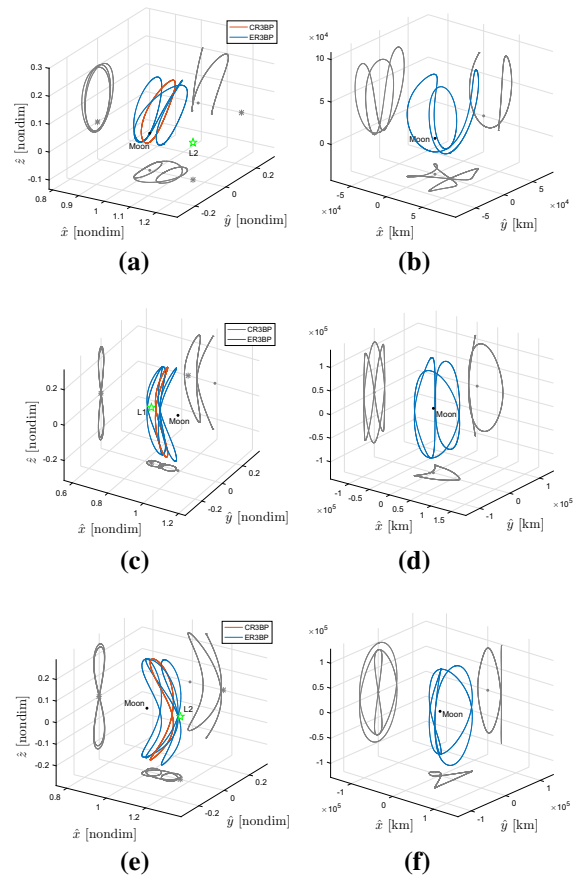 CR3BP
ER3BP
0.3
0.2
0.1
0
-0.1
ẑ [nondim]
Moon
L2
0.8
0.9
1
1.1
1.2
x̂ [nondim]
-0.2
0
0.2
ŷ [nondim]
(a)
×10⁴
10
5
0
Moon
-5
0
5
×10⁴
x̂ [km]
-5
0
5
×10⁴
ŷ [km]
(b)
CR3BP
ER3BP
0.2
0
-0.2
ẑ [nondim]
L1
Moon
0.6
0.8
1
1.2
x̂ [nondim]
-0.2
0
0.2
ŷ [nondim]
(c)
×10⁵
1
0.5
0
-0.5
-1
Moon
-1
-0.5
0
0.5
1
1.5
×10⁵
x̂ [km]
-1
0
1
×10⁵
ŷ [km]
(d)
CR3BP
ER3BP
0.2
0.1
0
-0.1
-0.2
ẑ [nondim]
Moon
L2
0.8
1
1.2
x̂ [nondim]
-0.2
0
0.2
ŷ [nondim]
(e)
×10⁵
1
0.5
0
-0.5
-1
Moon
-1
0
1
×10⁵
x̂ [km]
-1
0
1
×10⁵
ŷ [km]
(f)